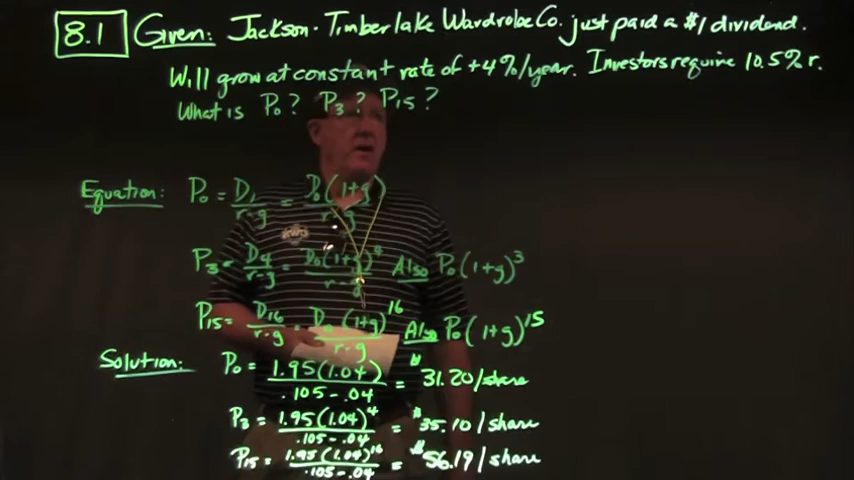 8.1 Given: Jackson-Timberlake Wardrobe Co. just paid a $1 dividend.
Will grow at constant rate of +4%/year. Investors require 10.5% r.
What is P₀? P₃? P₁₅?
Equation: P₀ = D₁/(r-g) = D₀(1+g)/(r-g)
P₃ = D₄/(r-g) = D₀(1+g)⁴/(r-g) Also P₀(1+g)³
P₁₅ = D₁₆/(r-g) = D₀(1+g)¹⁶/(r-g) Also P₀(1+g)¹⁵
Solution: P₀ = 1.95(1.04)/(.105-.04) = $31.20/share
P₃ = 1.95(1.04)⁴/(.105-.04) = $35.10/share
P₁₅ = 1.95(1.04)¹⁶/(.105-.04) = $56.19/share